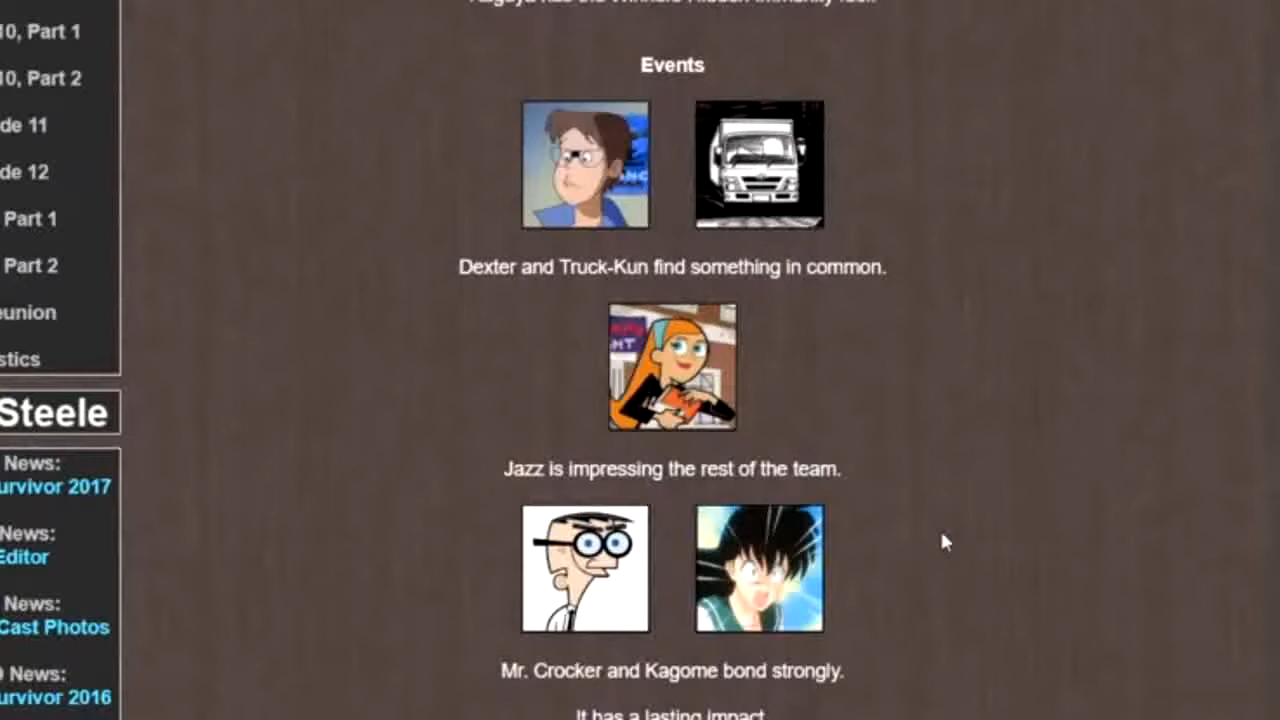 10, Part 1
10, Part 2
de 11
de 12
Part 1
Part 2
eunion
stics
Steele
News:
urvivor 2017
News:
Editor
News:
Cast Photos
News:
urvivor 2016
Events
Dexter and Truck-Kun find something in common.
HT
Jazz is impressing the rest of the team.
Mr. Crocker and Kagome bond strongly.
It has a lasting impact